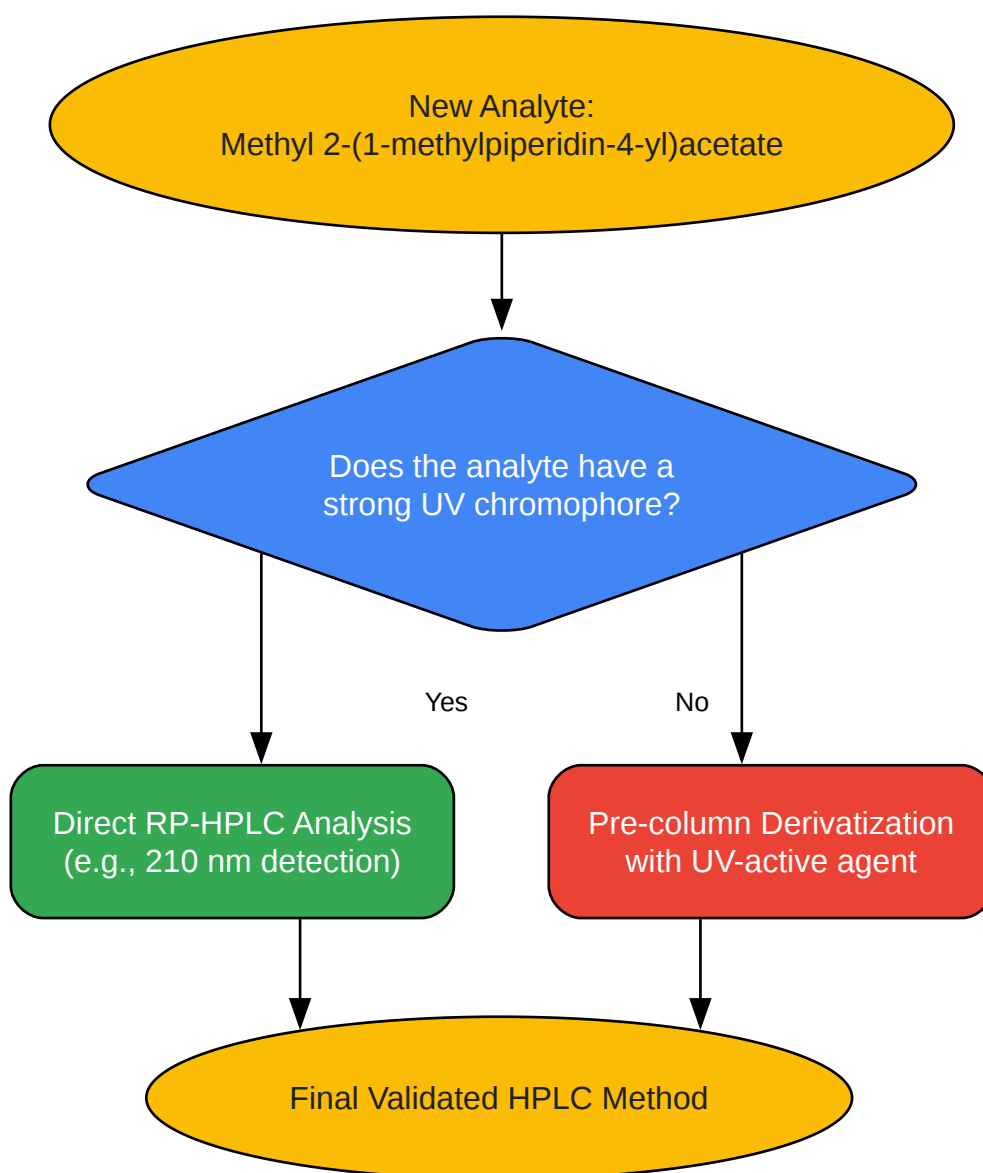 New Analyte:
Methyl 2-(1-methylpiperidin-4-yl)acetate
Does the analyte have a
strong UV chromophore?
Yes
No
Direct RP-HPLC Analysis
(e.g., 210 nm detection)
Pre-column Derivatization
with UV-active agent
Final Validated HPLC Method